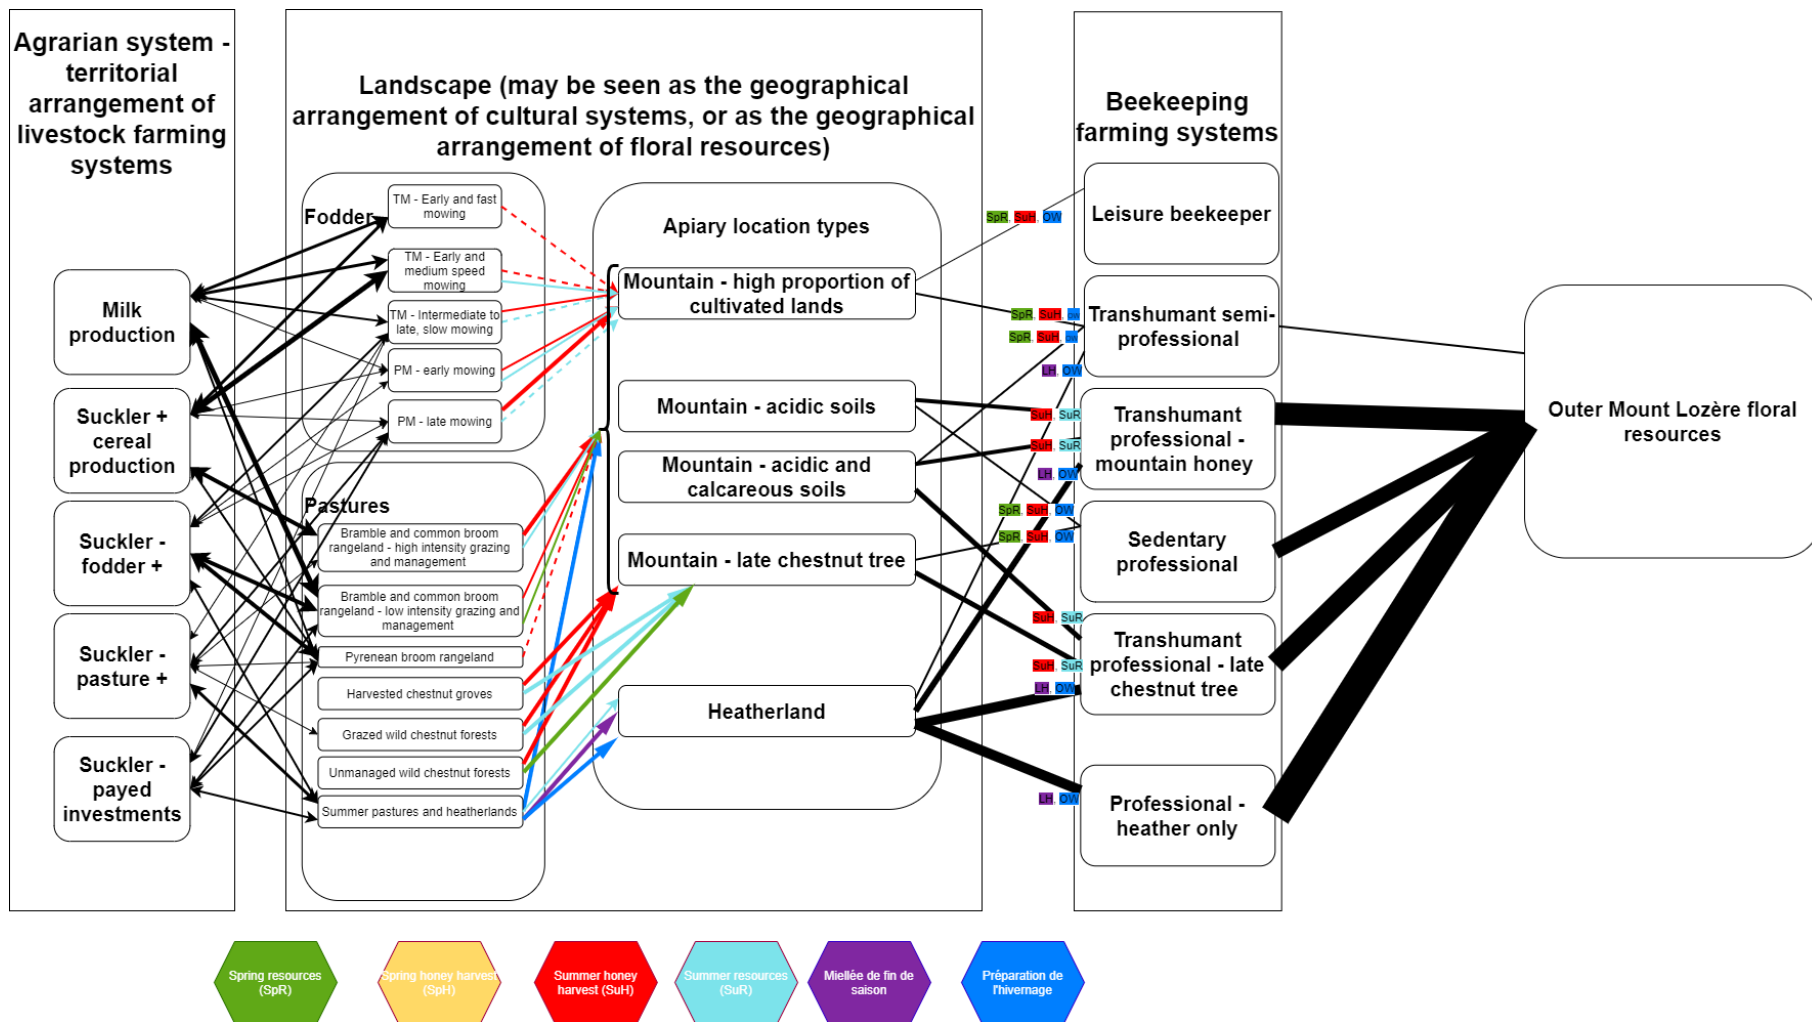 Agrarian system -
territorial
arrangement of
livestock farming
systems
Milk
production
Suckler +
cereal
production
Suckler -
fodder +
Suckler -
pasture +
Suckler -
payed
investments
Landscape (may be seen as the geographical
arrangement of cultural systems, or as the geographical
arrangement of floral resources)
Fodder
TM - Early and fast
mowing
TM - Early and
medium speed
mowing
TM - Intermediate to
late, slow mowing
PM - early mowing
PM - late mowing
Pastures
Bramble and common broom
rangeland - high intensity grazing
and management
Bramble and common broom
rangeland - low intensity grazing and
management
Pyrenean broom rangeland
Harvested chestnut groves
Grazed wild chestnut forests
Unmanaged wild chestnut forests
Summer pastures and heatherlands
Apiary location types
Mountain - high proportion of
cultivated lands
Mountain - acidic soils
Mountain - acidic and
calcareous soils
Mountain - late chestnut tree
Heatherland
SpR, SuH, OW
SpR, SuH, ow
SpR, SuH, ow
LH, OW
SuH, SuR
SuH, SuR
LH, OW
SpR, SuH, OW
SpR, SuH, OW
SuH, SuR
SuH, SuR
LH, OW
LH, OW
Beekeeping
farming systems
Leisure beekeeper
Transhumant semi-
professional
Transhumant
professional -
mountain honey
Sedentary
professional
Transhumant
professional - late
chestnut tree
Professional -
heather only
Outer Mount Lozère floral
resources
Spring resources
(SpR)
Spring honey harvest
(SpH)
Summer honey
harvest (SuH)
Summer resources
(SuR)
Miellée de fin de
saison
Préparation de
l'hivernage